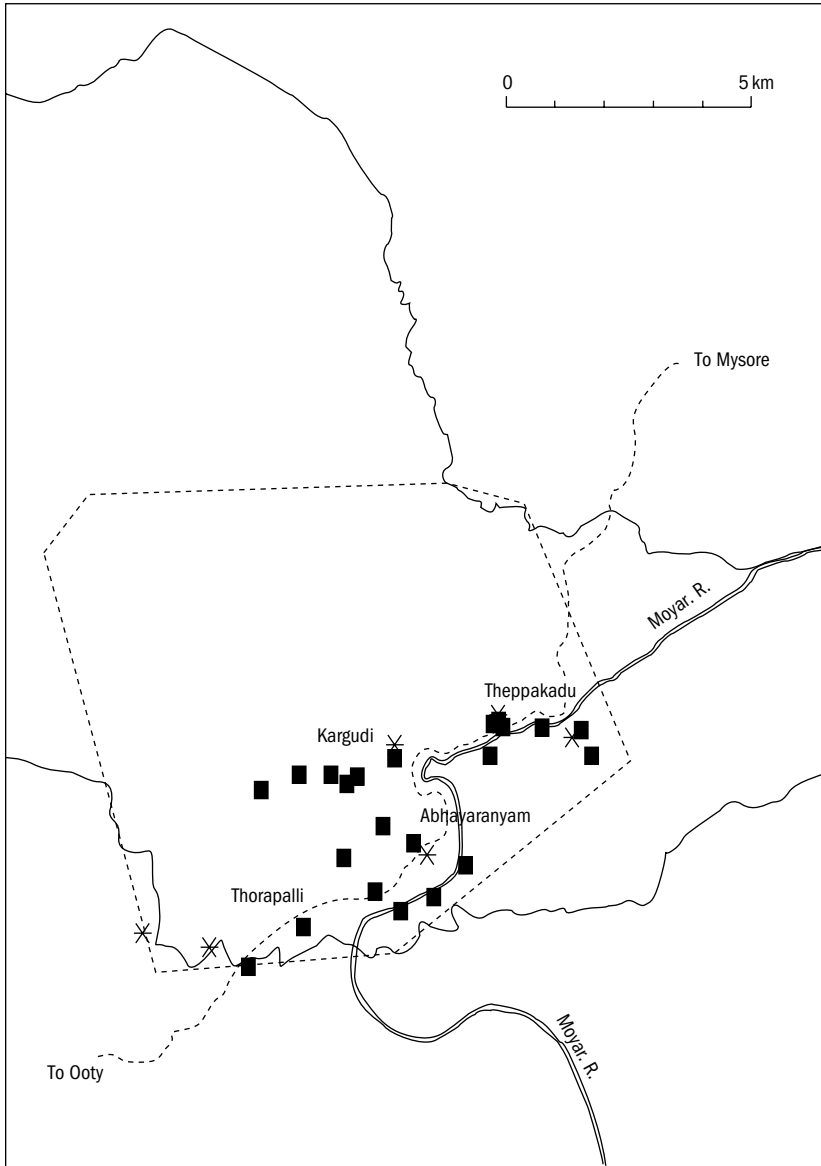 0 5 km
To Mysore
Moyar. R.
Theppakadu
Kargudi
Abhayaranyam
Thorapalli
Moyar. R.
To Ooty